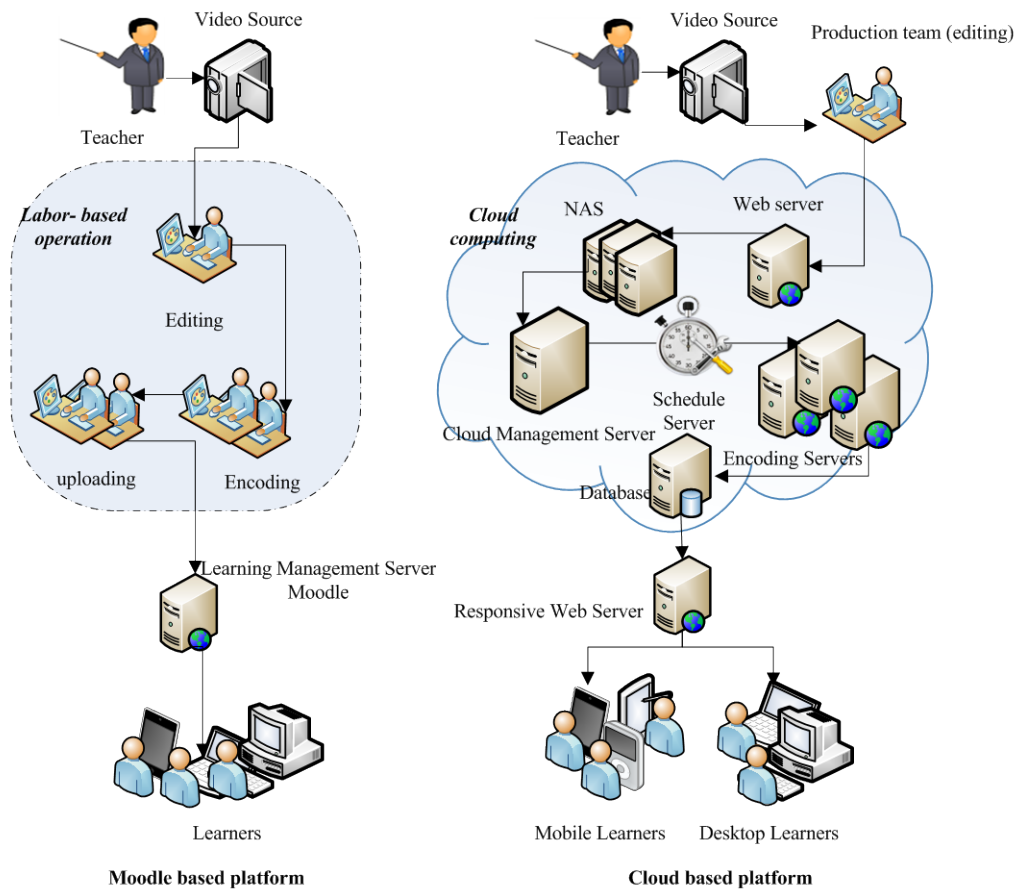 Video Source
Teacher
Labor- based
operation
Editing
uploading
Encoding
Learning Management Server
Moodle
Learners
Moodle based platform
Video Source
Production team (editing)
Teacher
Cloud
computing
NAS
Web server
Schedule
Server
Cloud Management Server
Encoding Servers
Database
Responsive Web Server
Mobile Learners
Desktop Learners
Cloud based platform